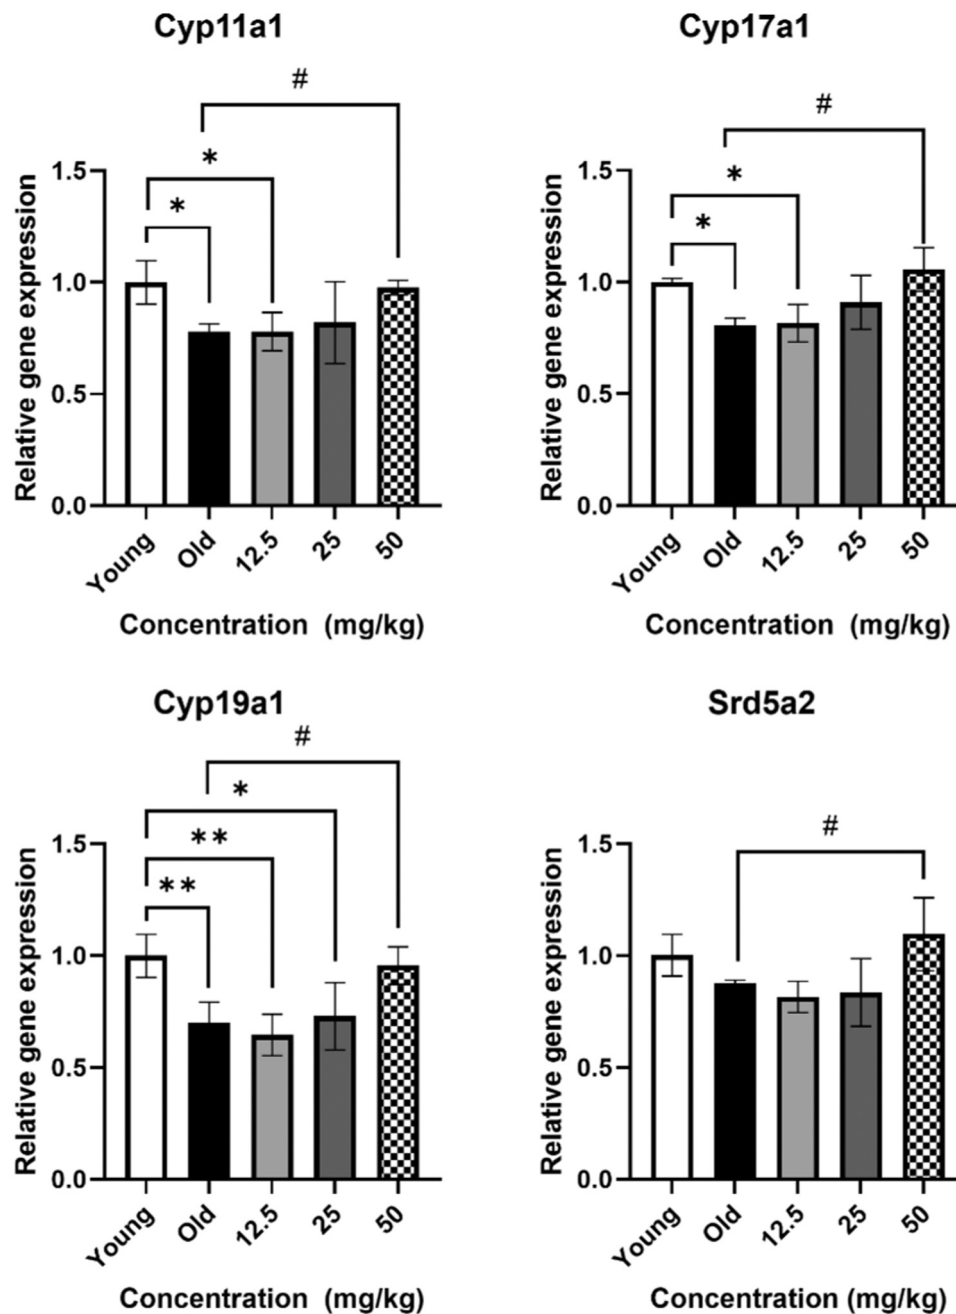 Cyp11a1
#
*
*
Relative gene expression
1.5
1.0
0.5
0.0
Young
Old
12.5
25
50
Concentration (mg/kg)
Cyp17a1
#
*
*
Relative gene expression
1.5
1.0
0.5
0.0
Young
Old
12.5
25
50
Concentration (mg/kg)
Cyp19a1
#
*
**
**
Relative gene expression
1.5
1.0
0.5
0.0
Young
Old
12.5
25
50
Concentration (mg/kg)
Srd5a2
#
Relative gene expression
1.5
1.0
0.5
0.0
Young
Old
12.5
25
50
Concentration (mg/kg)